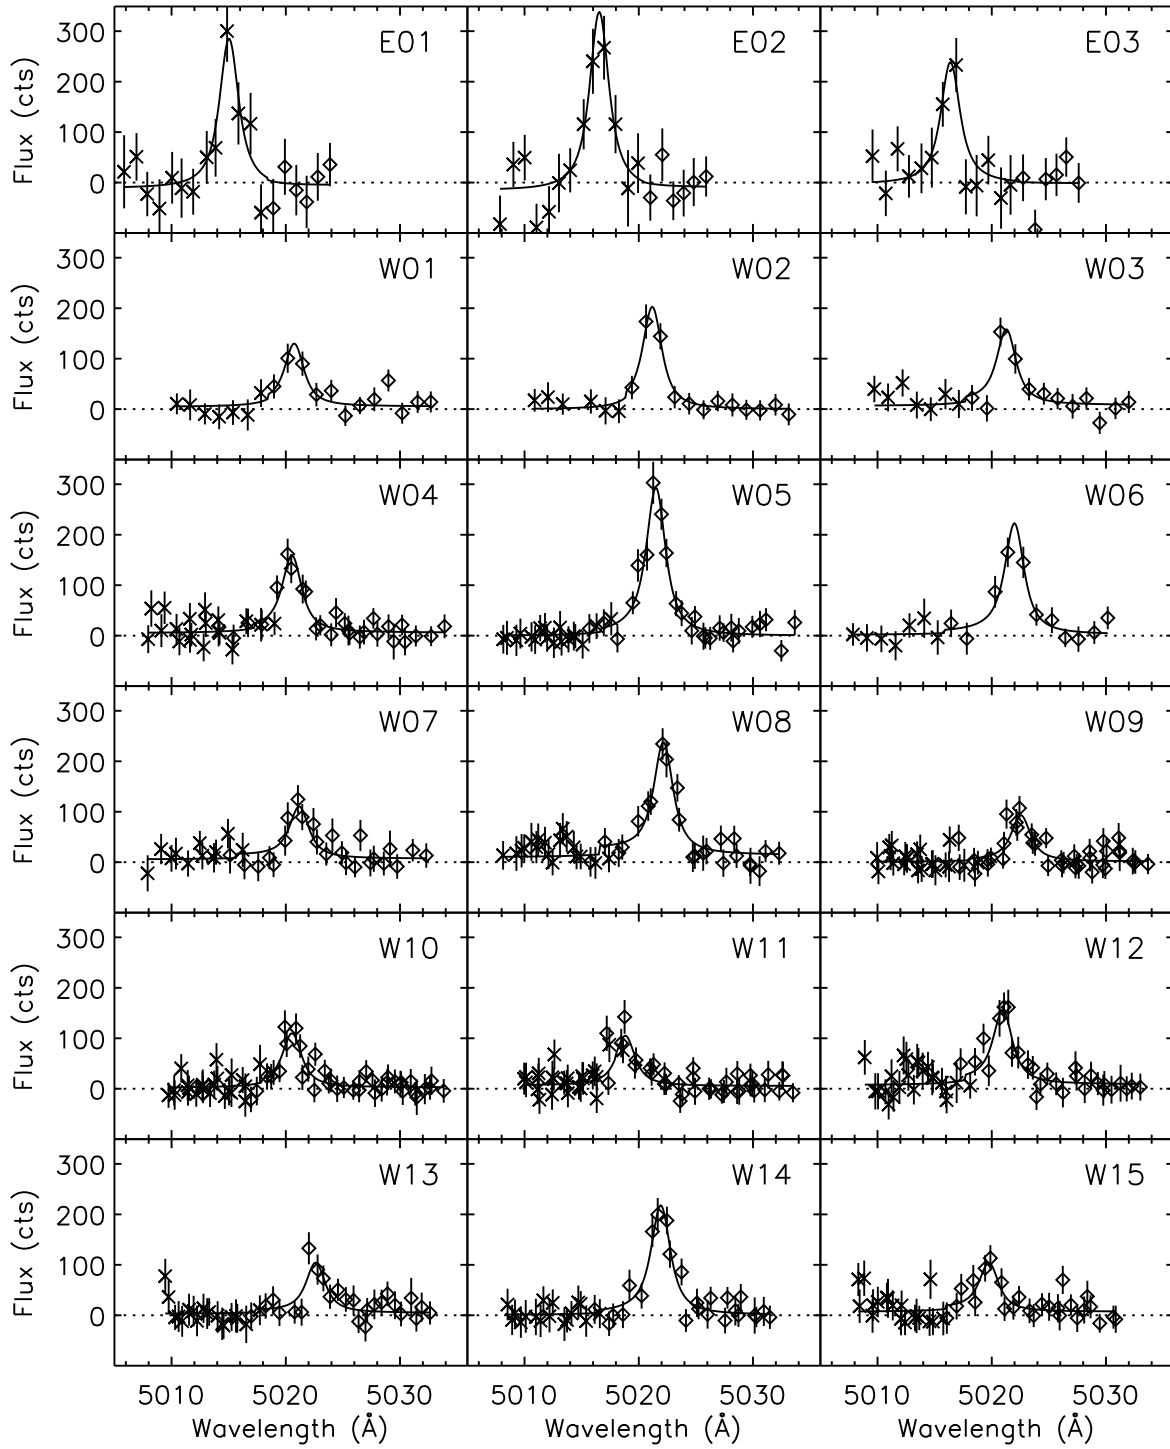 300 E01 E02 E03
200
100
0
Flux (cts)
300 W01 W02 W03
200
100
0
Flux (cts)
300 W04 W05 W06
200
100
0
Flux (cts)
300 W07 W08 W09
200
100
0
Flux (cts)
300 W10 W11 W12
200
100
0
Flux (cts)
300 W13 W14 W15
200
100
0
Flux (cts)
5010 5020 5030 5010 5020 5030 5010 5020 5030
Wavelength (Å) Wavelength (Å) Wavelength (Å)